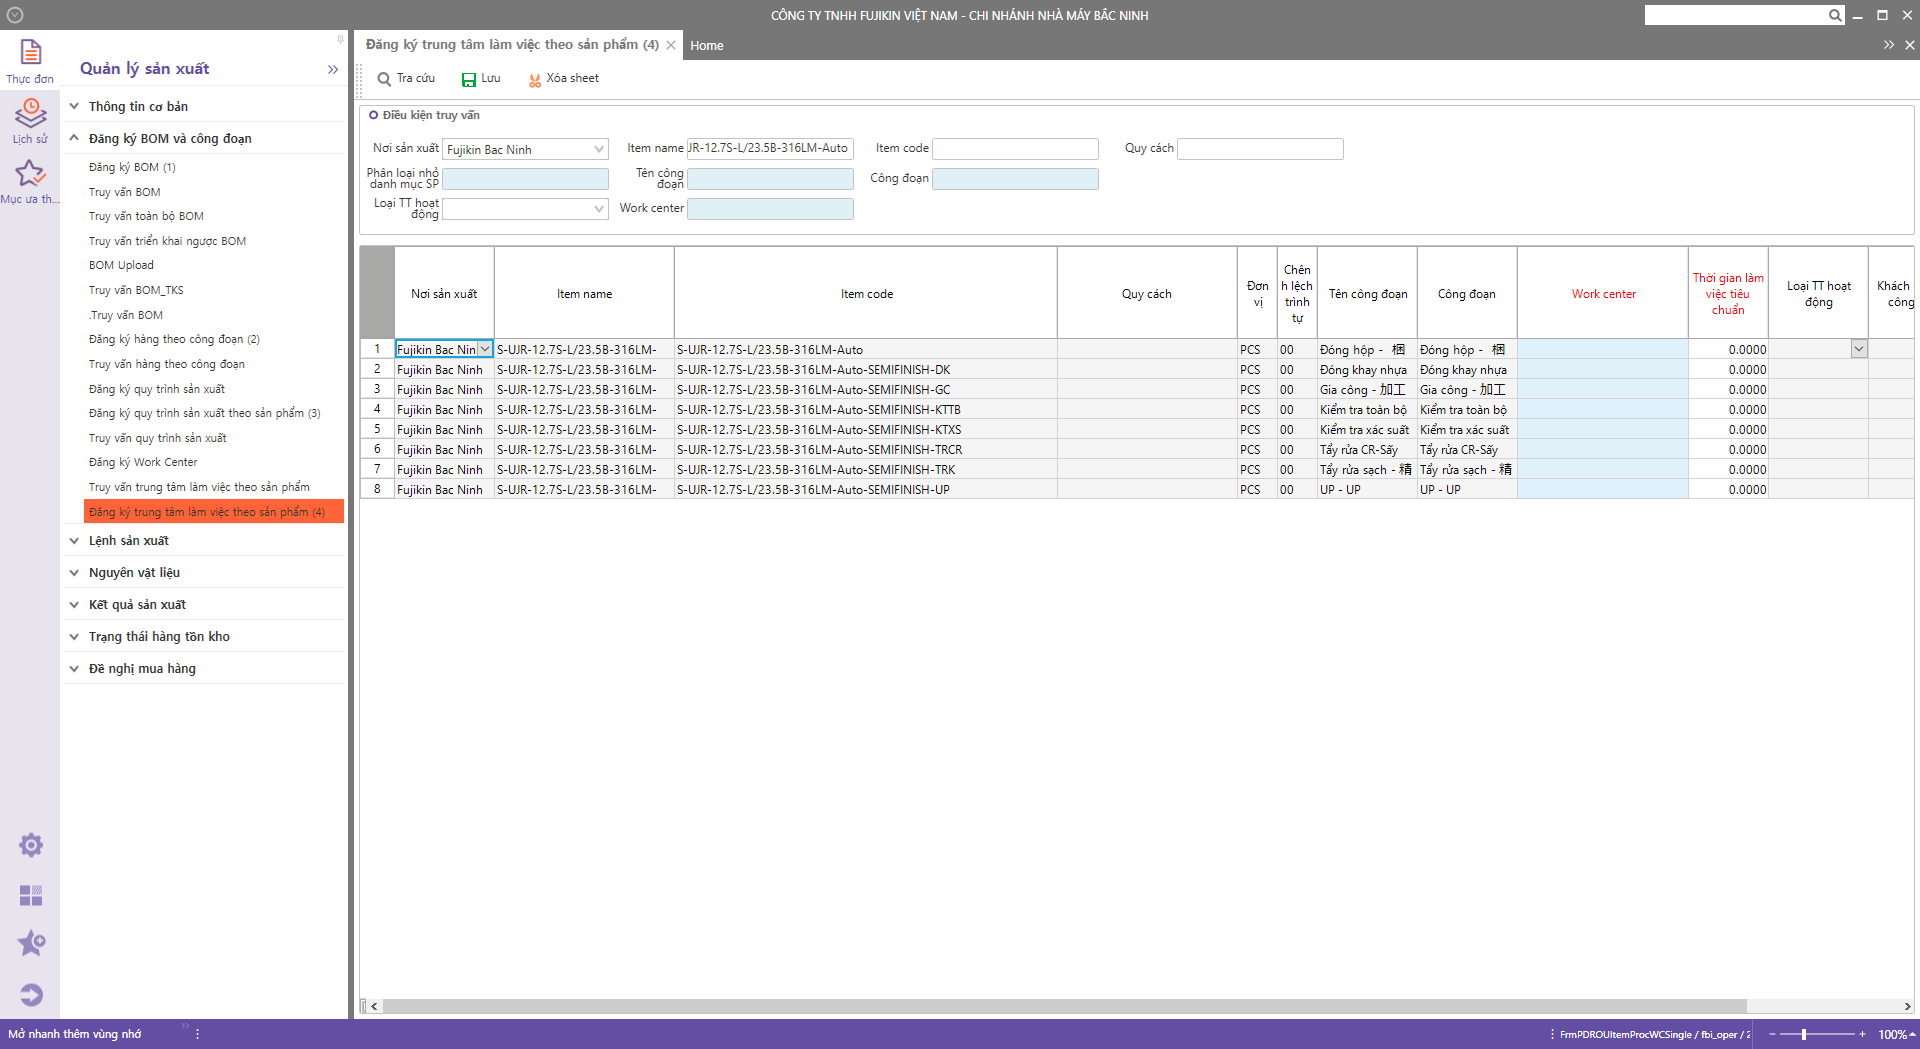 CÔNG TY TNHH FUJIKIN VIỆT NAM - CHI NHÁNH NHÀ MÁY BẮC NINH
Thực đơn
Lịch sử
Mục ưa th...
Quản lý sản xuất
Thông tin cơ bản
Đăng ký BOM và công đoạn
Đăng ký BOM (1)
Truy vấn BOM
Truy vấn toàn bộ BOM
Truy vấn triển khai ngược BOM
BOM Upload
Truy vấn BOM_TKS
.Truy vấn BOM
Đăng ký hàng theo công đoạn (2)
Truy vấn hàng theo công đoạn
Đăng ký quy trình sản xuất
Đăng ký quy trình sản xuất theo sản phẩm (3)
Truy vấn quy trình sản xuất
Đăng ký Work Center
Truy vấn trung tâm làm việc theo sản phẩm
Đăng ký trung tâm làm việc theo sản phẩm (4)
Lệnh sản xuất
Nguyên vật liệu
Kết quả sản xuất
Trạng thái hàng tồn kho
Đề nghị mua hàng
Đăng ký trung tâm làm việc theo sản phẩm (4) Home
Tra cứu Lưu Xóa sheet
Điều kiện truy vấn
Nơi sản xuất Fujikin Bac Ninh Item name JR-12.7S-L/23.5B-316LM-Auto Item code Quy cách
Phân loại nhỏ danh mục SP Tên công đoạn Công đoạn
Loại TT hoạt động Work center
Nơi sản xuất Item name Item code Quy cách Đơn vị Chên h lệch trình tự Tên công đoạn Công đoạn Work center Thời gian làm việc tiêu chuẩn Loại TT hoạt động Khách công
1 Fujikin Bac Nin S-UJR-12.7S-L/23.5B-316LM- S-UJR-12.7S-L/23.5B-316LM-Auto PCS 00 Đóng hộp - 梱 Đóng hộp - 梱 0.0000
2 Fujikin Bac Ninh S-UJR-12.7S-L/23.5B-316LM- S-UJR-12.7S-L/23.5B-316LM-Auto-SEMIFINISH-DK PCS 00 Đóng khay nhựa Đóng khay nhựa 0.0000
3 Fujikin Bac Ninh S-UJR-12.7S-L/23.5B-316LM- S-UJR-12.7S-L/23.5B-316LM-Auto-SEMIFINISH-GC PCS 00 Gia công - 加工 Gia công - 加工 0.0000
4 Fujikin Bac Ninh S-UJR-12.7S-L/23.5B-316LM- S-UJR-12.7S-L/23.5B-316LM-Auto-SEMIFINISH-KTTB PCS 00 Kiểm tra toàn bộ Kiểm tra toàn bộ 0.0000
5 Fujikin Bac Ninh S-UJR-12.7S-L/23.5B-316LM- S-UJR-12.7S-L/23.5B-316LM-Auto-SEMIFINISH-KTXS PCS 00 Kiểm tra xác suất Kiểm tra xác suất 0.0000
6 Fujikin Bac Ninh S-UJR-12.7S-L/23.5B-316LM- S-UJR-12.7S-L/23.5B-316LM-Auto-SEMIFINISH-TRCR PCS 00 Tẩy rửa CR-Sấy Tẩy rửa CR-Sấy 0.0000
7 Fujikin Bac Ninh S-UJR-12.7S-L/23.5B-316LM- S-UJR-12.7S-L/23.5B-316LM-Auto-SEMIFINISH-TRK PCS 00 Tẩy rửa sạch - 精 Tẩy rửa sạch - 精 0.0000
8 Fujikin Bac Ninh S-UJR-12.7S-L/23.5B-316LM- S-UJR-12.7S-L/23.5B-316LM-Auto-SEMIFINISH-UP PCS 00 UP - UP UP - UP 0.0000
Mở nhanh thêm vùng nhớ FrmPDROUItemProcWCSingle / fbi_oper / 2 100%